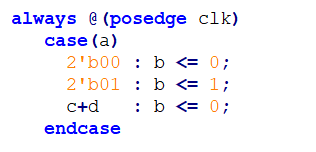 always @(posedge clk)
case(a)
2'b00 : b <= 0;
2'b01 : b <= 1;
c+d : b <= 0;
endcase